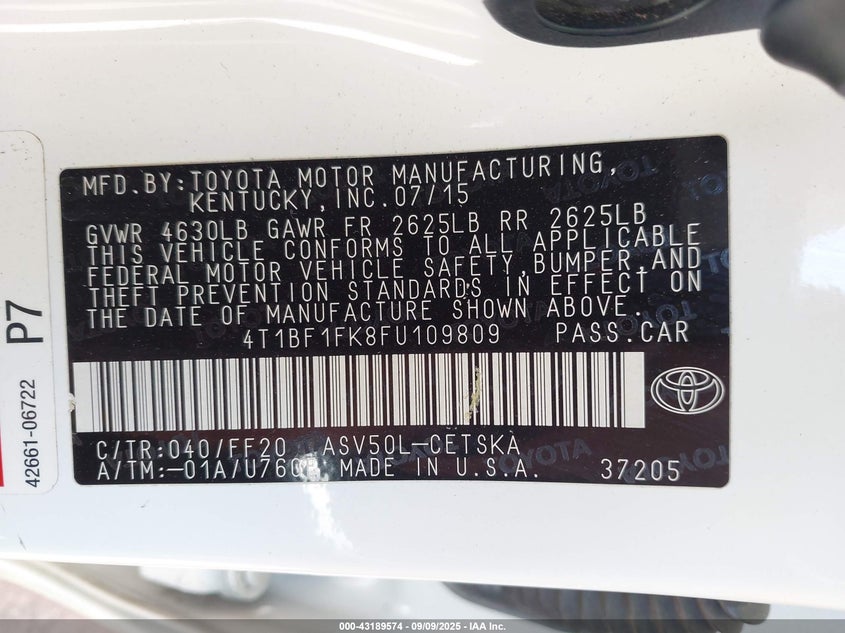 MFD. BY: TOYOTA MOTOR MANUFACTURING,
KENTUCKY, INC. 07/15
GVWR 4630LB GAWR FR 2625LB RR 2625LB
THIS VEHICLE CONFORMS TO ALL APPLICABLE
FEDERAL MOTOR VEHICLE SAFETY, BUMPER, AND
THEFT PREVENTION STANDARDS IN EFFECT ON
THE DATE OF MANUFACTURE SHOWN ABOVE.
4T1BF1FK8FU109809 PASS. CAR
C/TR: 040/FF20 ASV50L-CETSKA
A/TM: -01A/U760E MADE IN U.S.A. 37205
P7
42661-06722
TOYOTA
000-43189574 - 09/09/2025 - IAA Inc.